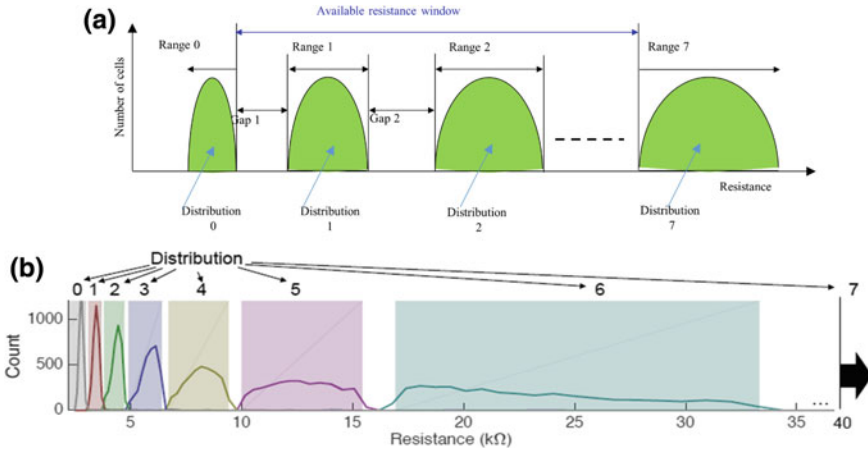 (a)
Available resistance window
Range 0
Range 1
Range 2
Range 7
Number of cells
Gap 1
Gap 2
Resistance
Distribution
0
Distribution
1
Distribution
2
Distribution
7
(b)
Distribution
0 1 2 3 4 5 6 7
Count
1000
500
0
...
5 10 15 20 25 30 35 40
Resistance (kΩ)